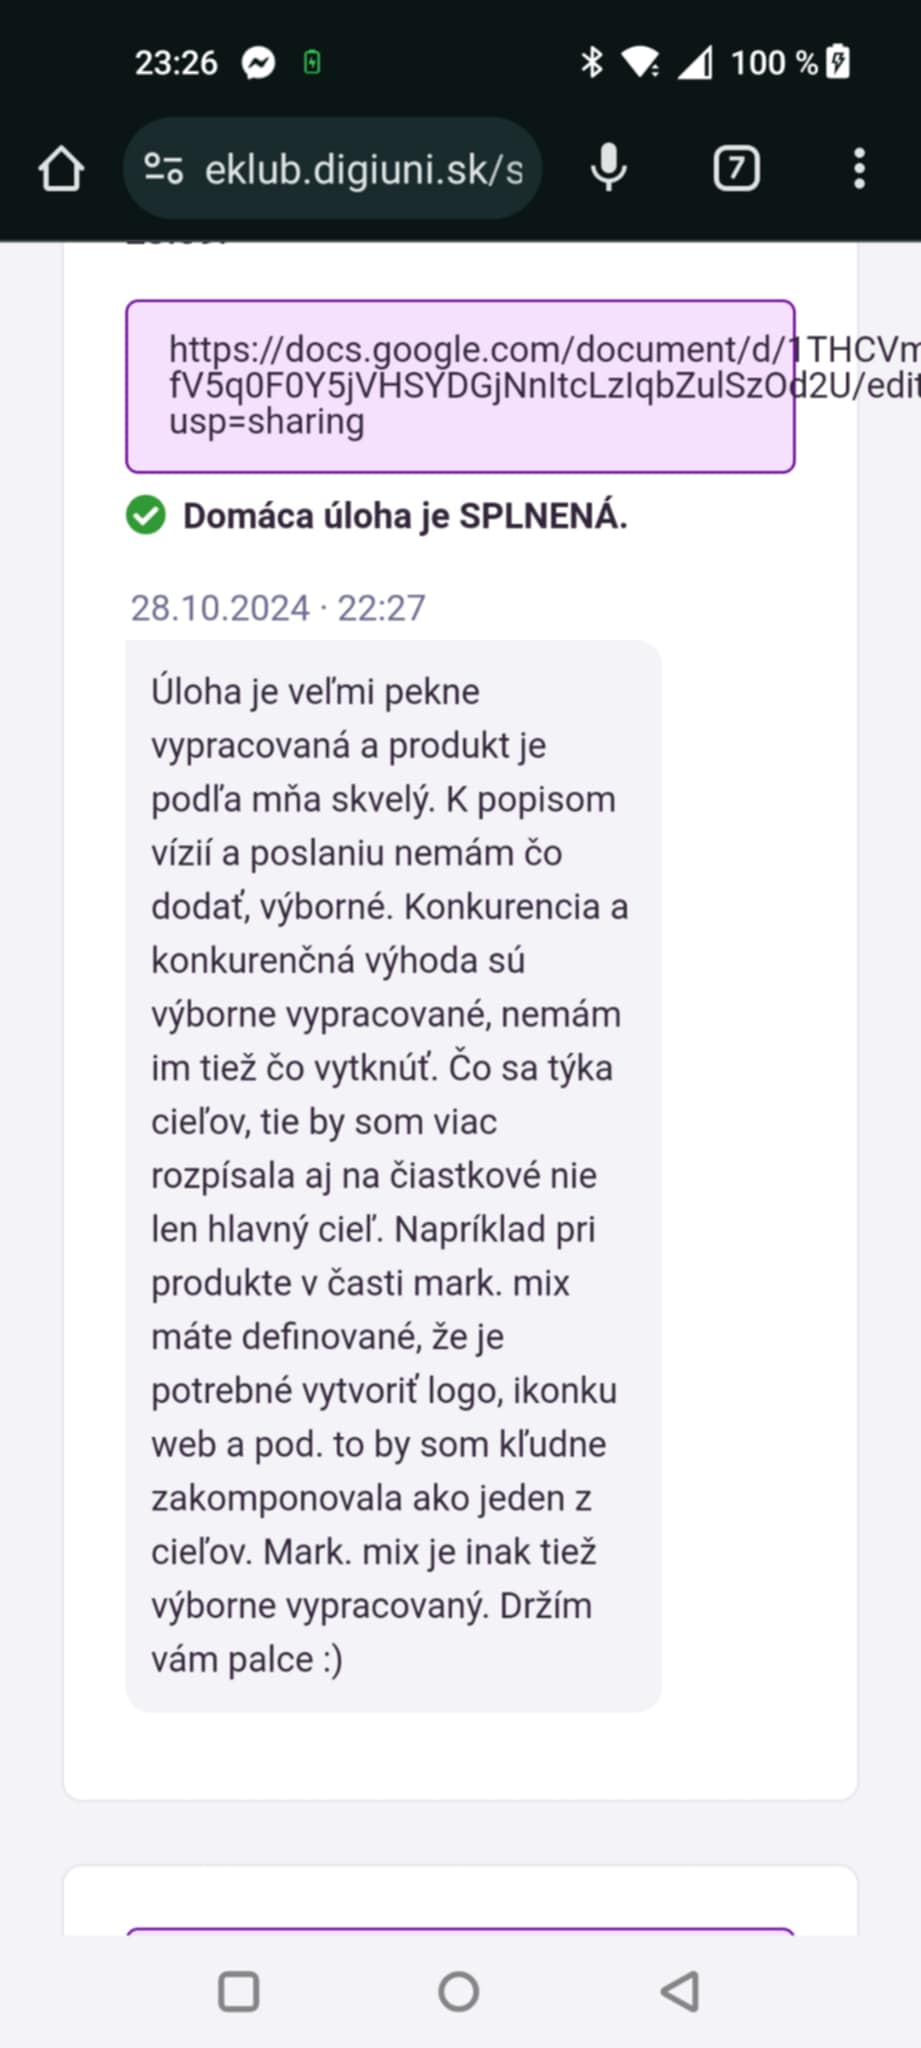 23:26
100 %
eklub.digiuni.sk/s
7
https://docs.google.com/document/d/1THCVm
fV5q0F0Y5jVHSYDGjNnItcLzIqbZulSzOd2U/edit
usp=sharing
Domáca úloha je SPLNENÁ.
28.10.2024 · 22:27
Úloha je veľmi pekne
vypracovaná a produkt je
podľa mňa skvelý. K popisom
vízií a poslaniu nemám čo
dodať, výborné. Konkurencia a
konkurenčná výhoda sú
výborne vypracované, nemám
im tiež čo vytknúť. Čo sa týka
cieľov, tie by som viac
rozpísala aj na čiastkové nie
len hlavný cieľ. Napríklad pri
produkte v časti mark. mix
máte definované, že je
potrebné vytvoriť logo, ikonku
web a pod. to by som kľudne
zakomponovala ako jeden z
cieľov. Mark. mix je inak tiež
výborne vypracovaný. Držím
vám palce :)